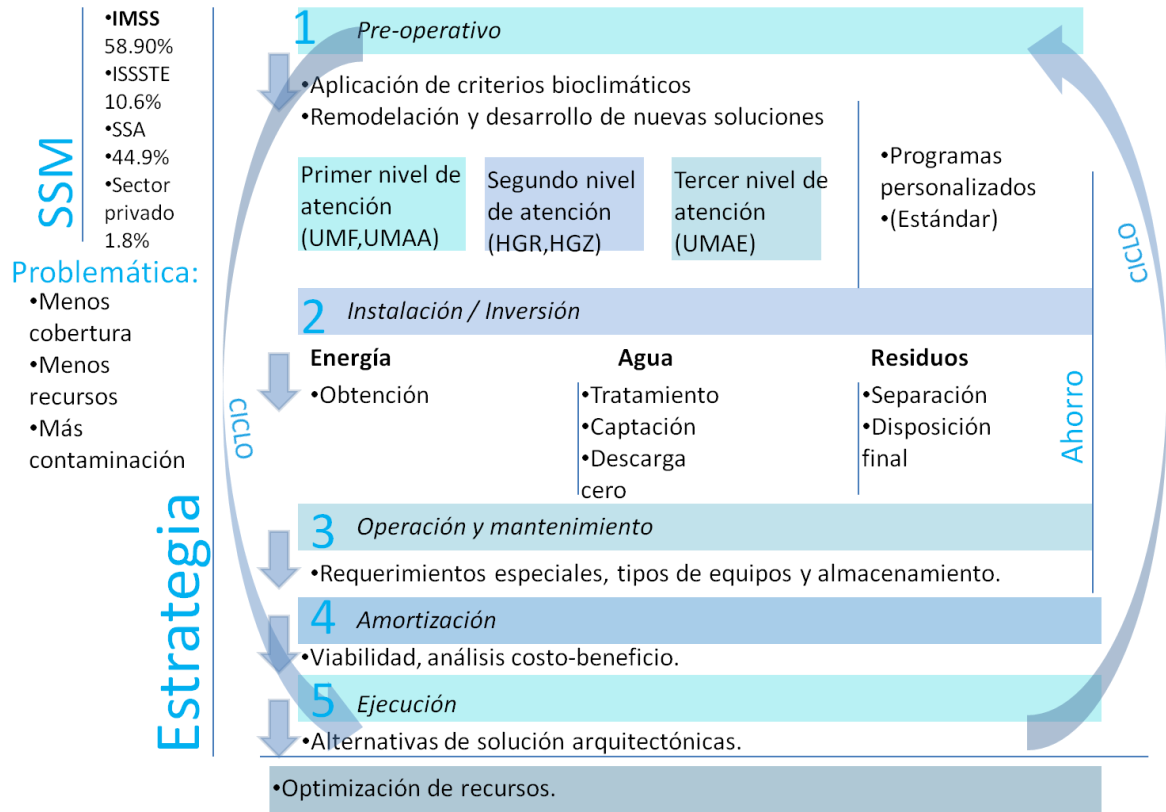 SSM
•IMSS
58.90%
•ISSSTE
10.6%
•SSA
•44.9%
•Sector
privado
1.8%
Problemática:
•Menos
cobertura
•Menos
recursos
•Más
contaminación
Estrategia
CICLO
1 Pre-operativo
•Aplicación de criterios bioclimáticos
•Remodelación y desarrollo de nuevas soluciones
Primer nivel de
atención
(UMF,UMAA)
Segundo nivel
de atención
(HGR,HGZ)
Tercer nivel de
atención
(UMAE)
•Programas
personalizados
•(Estándar)
2 Instalación / Inversión
Energía
•Obtención
Agua
•Tratamiento
•Captación
•Descarga
cero
Residuos
•Separación
•Disposición
final
Ahorro
CICLO
3 Operación y mantenimiento
•Requerimientos especiales, tipos de equipos y almacenamiento.
4 Amortización
•Viabilidad, análisis costo-beneficio.
5 Ejecución
•Alternativas de solución arquitectónicas.
•Optimización de recursos.